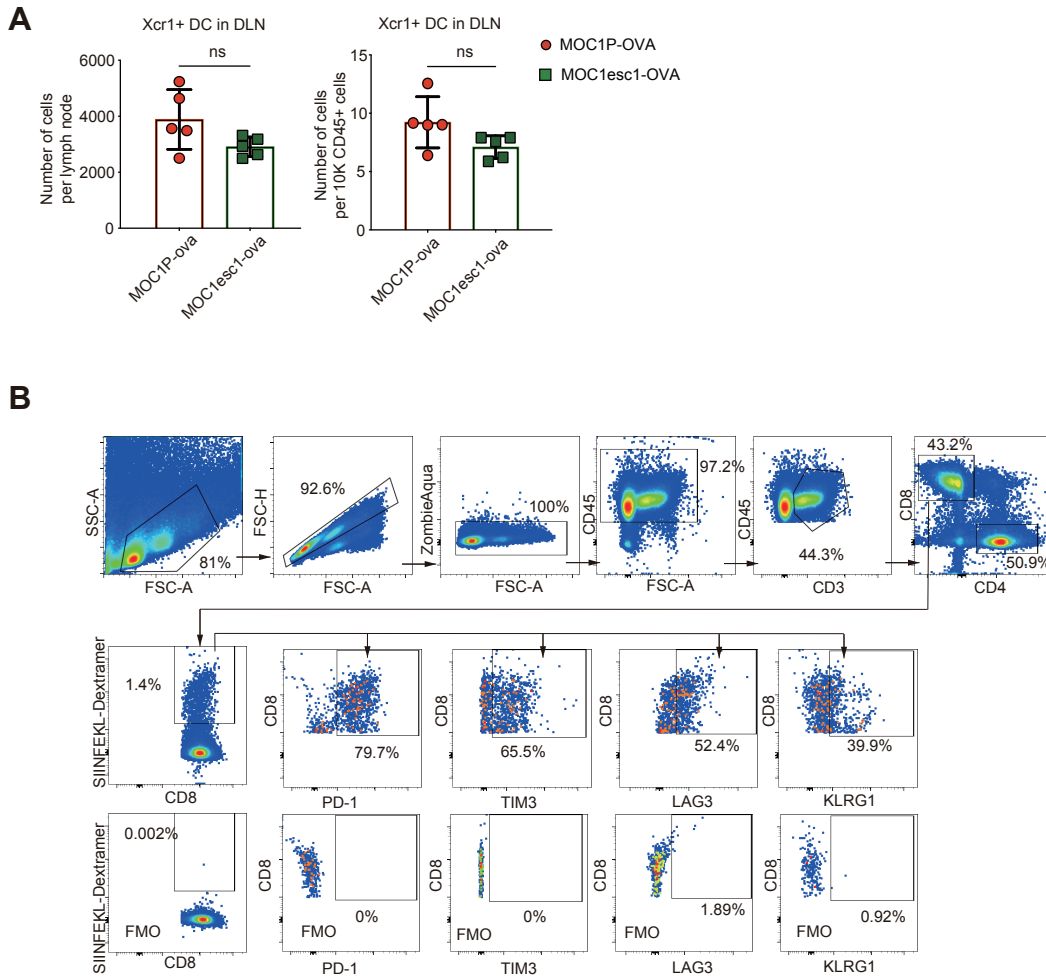 A
Xcr1+ DC in DLN
ns
Number of cells
per lymph node
6000
4000
2000
0
MOC1P-ova
MOC1esc1-ova
Xcr1+ DC in DLN
ns
Number of cells
per 10K CD45+ cells
15
10
5
0
MOC1P-ova
MOC1esc1-ova
MOC1P-OVA
MOC1esc1-OVA
B
SSC-A
81%
FSC-A
FSC-H
92.6%
FSC-A
ZombieAqua
100%
FSC-A
CD45
97.2%
FSC-A
CD45
44.3%
CD3
CD8
43.2%
50.9%
CD4
SIINFEKL-Dextramer
1.4%
CD8
CD8
79.7%
PD-1
CD8
65.5%
TIM3
CD8
52.4%
LAG3
CD8
39.9%
KLRG1
SIINFEKL-Dextramer
0.002%
FMO
CD8
CD8
0%
FMO
PD-1
CD8
0%
FMO
TIM3
CD8
1.89%
FMO
LAG3
CD8
0.92%
FMO
KLRG1